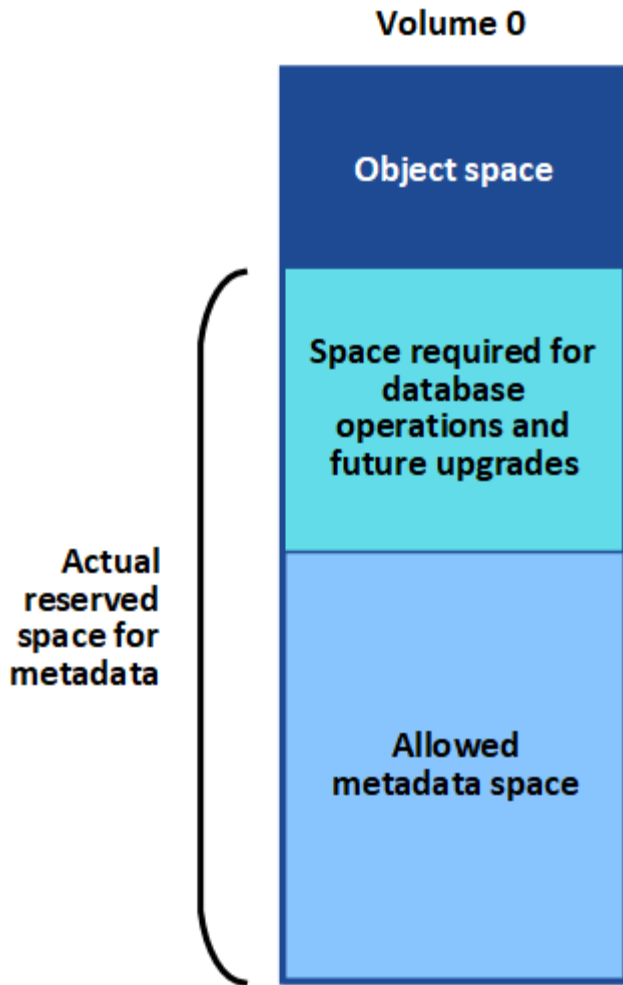 Volume 0
Object space
Space required for
database
operations and
future upgrades
Actual
reserved
space for
metadata
Allowed
metadata space